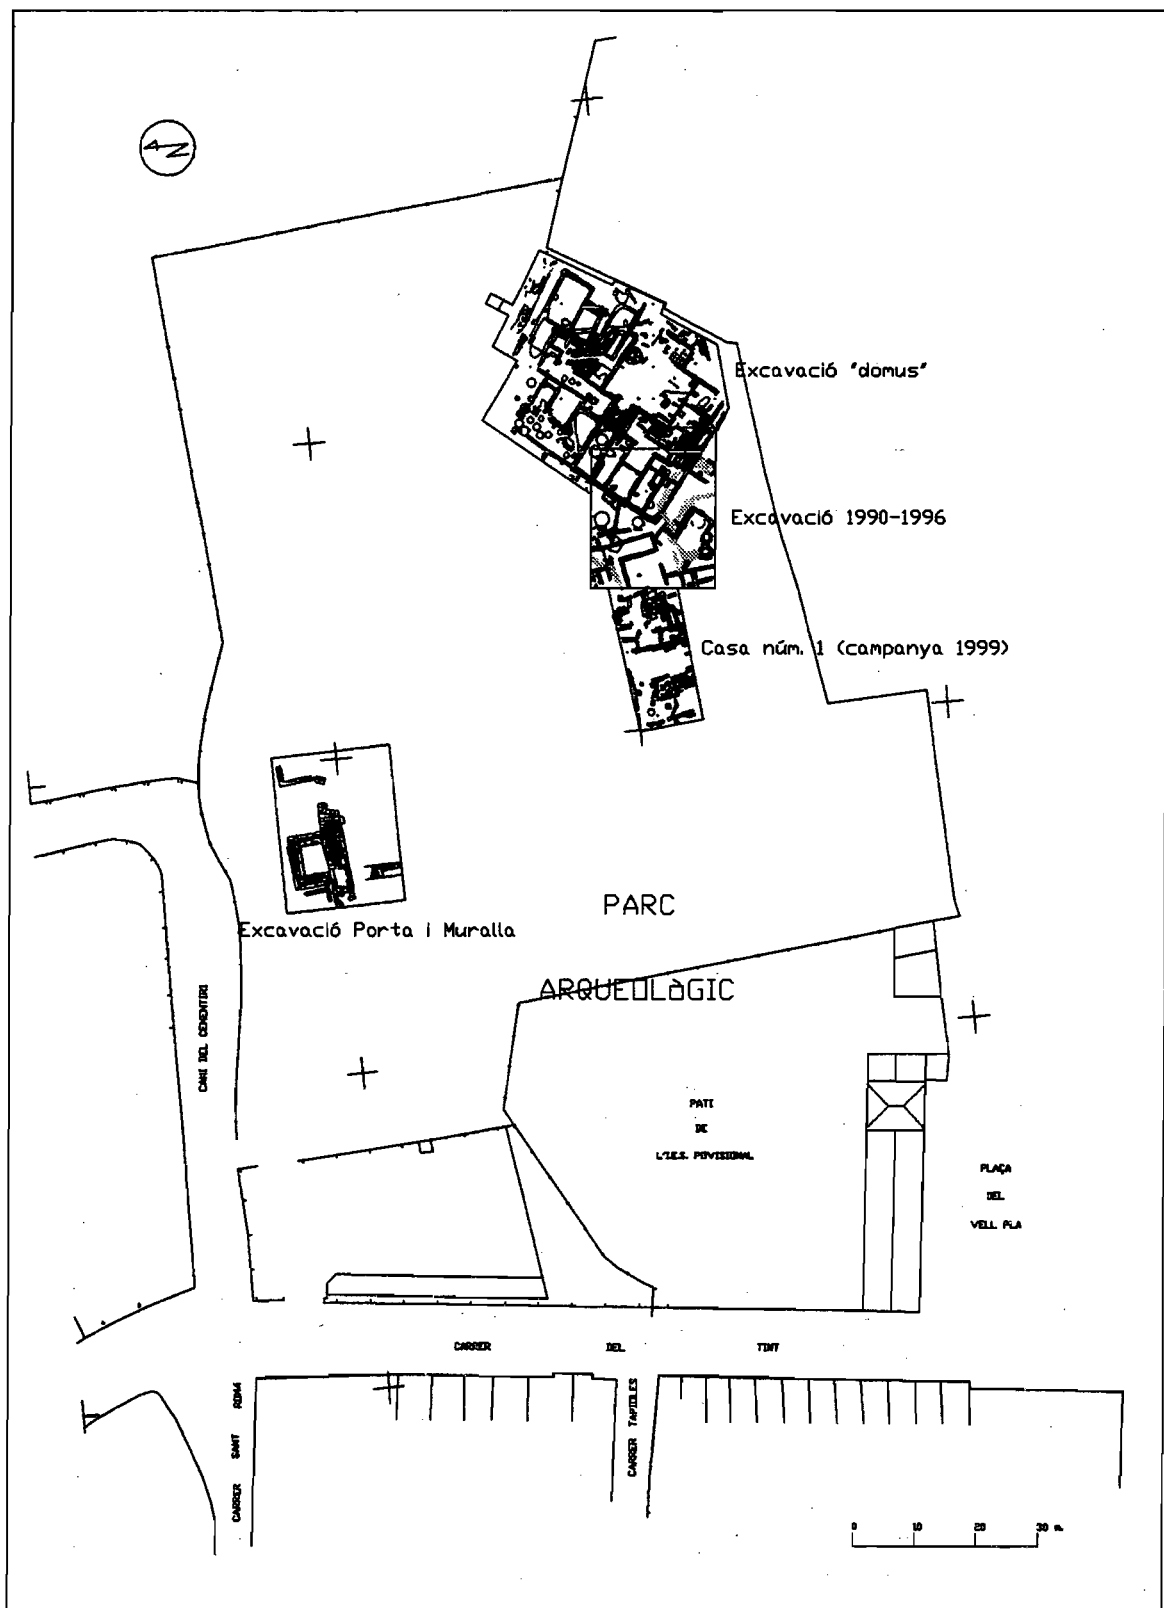 N
Excavació "domus"
Excavació 1990-1996
Casa núm. 1 (campanya 1999)
Excavació Porta i Muralla
PARC
ARQUEOLòGIC
CAMI DEL CEMENTIRI
PATI
DE
L'I.E.S. POVISIONAL
PLAÇA
DEL
VELL PLA
CARRER DEL TINT
CARRER SANT ROMA
CARRER TAPIOLES
0 10 20 30 m.